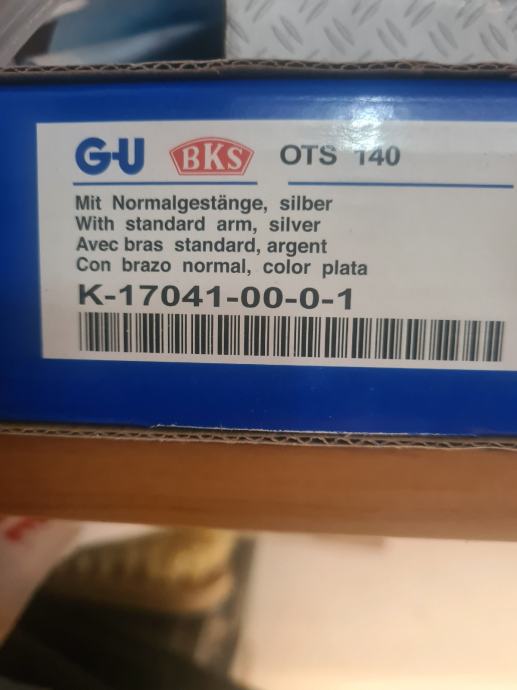 G-U BKS OTS 140
Mit Normalgestänge, silber
With standard arm, silver
Avec bras standard, argent
Con brazo normal, color plata
K-17041-00-0-1